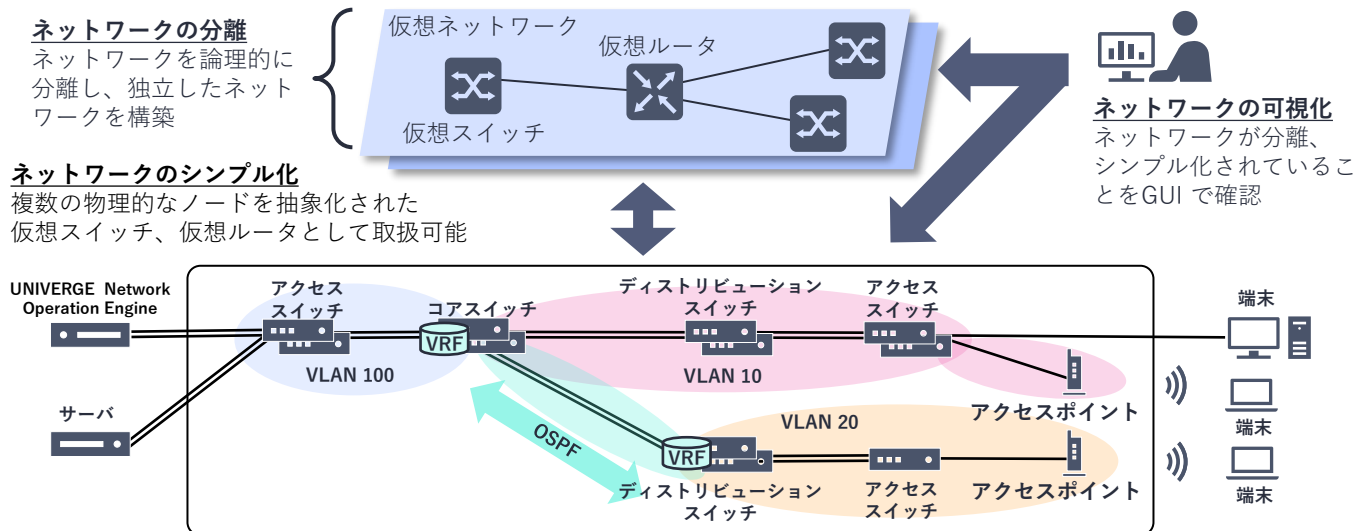 ネットワークの分離
ネットワークを論理的に
分離し、独立したネット
ワークを構築
仮想ネットワーク
仮想ルータ
仮想スイッチ
ネットワークの可視化
ネットワークが分離、
シンプル化されているこ
とをGUI で確認
ネットワークのシンプル化
複数の物理的なノードを抽象化された
仮想スイッチ、仮想ルータとして取扱可能
UNIVERGE Network
Operation Engine
サーバ
アクセス
スイッチ
コアスイッチ
VRF
VLAN 100
ディストリビューション
スイッチ
アクセス
スイッチ
VLAN 10
アクセスポイント
端末
端末
OSPF
VLAN 20
VRF
ディストリビューション
スイッチ
アクセス
スイッチ
アクセスポイント
端末